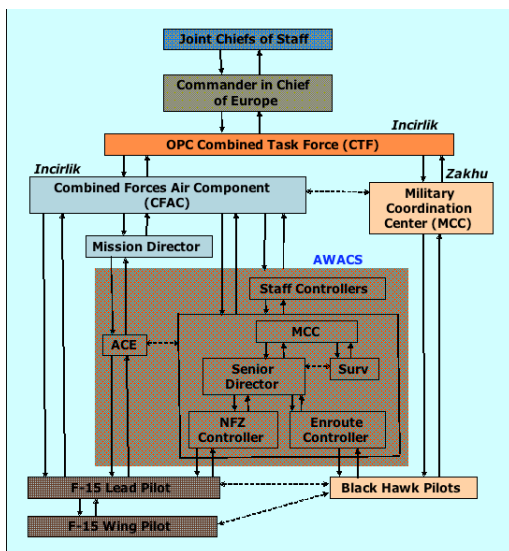 Joint Chiefs of Staff
Commander in Chief
of Europe
Incirlik
OPC Combined Task Force (CTF)
Incirlik
Zakhu
Combined Forces Air Component
(CFAC)
Military
Coordination
Center (MCC)
Mission Director
AWACS
Staff Controllers
MCC
ACE
Senior
Director
Surv
NFZ
Controller
Enroute
Controller
F-15 Lead Pilot
Black Hawk Pilots
F-15 Wing Pilot